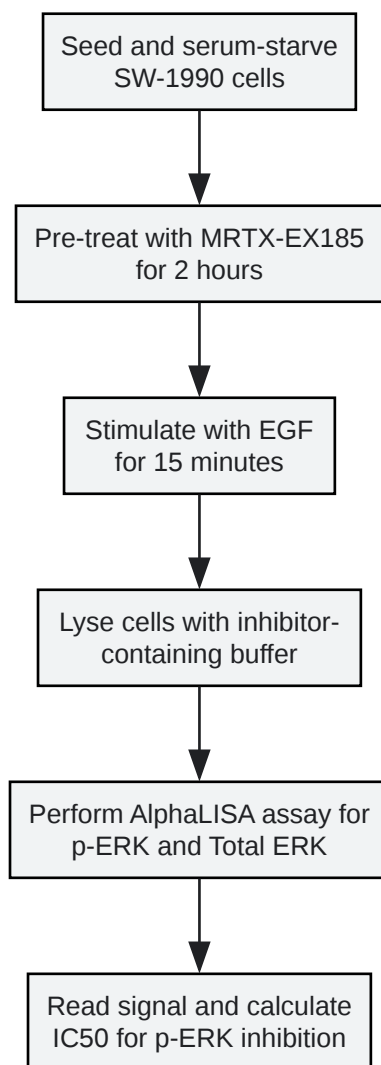 Seed and serum-starve
SW-1990 cells
Pre-treat with MRTX-EX185
for 2 hours
Stimulate with EGF
for 15 minutes
Lyse cells with inhibitor-
containing buffer
Perform AlphaLISA assay for
p-ERK and Total ERK
Read signal and calculate
IC50 for p-ERK inhibition